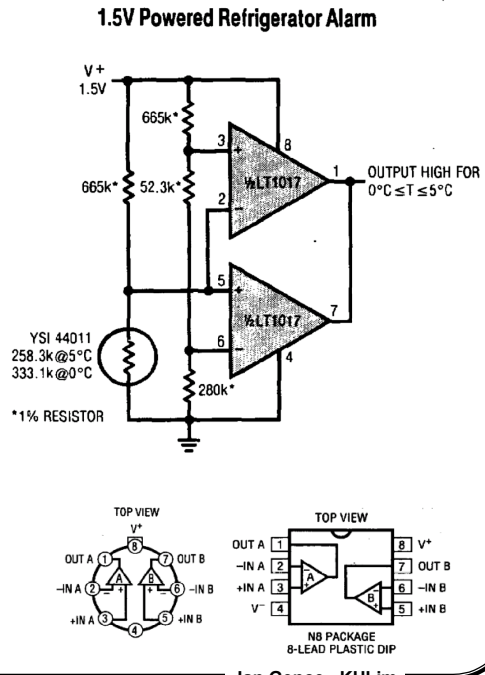 1.5V Powered Refrigerator Alarm
V+
1.5V
665k*
3
+
8
½LT1017
1
OUTPUT HIGH FOR
0°C ≤ T ≤ 5°C
665k*
52.3k*
2
−
5
+
½LT1017
7
6
−
4
YSI 44011
258.3k@5°C
333.1k@0°C
280k*
*1% RESISTOR
TOP VIEW
V+
8
OUT A
1
7
OUT B
A
B
−IN A
2
−
+
+
−
6
−IN B
+IN A
3
5
+IN B
4
TOP VIEW
OUT A
1
8
V+
−IN A
2
−
A
7
OUT B
+IN A
3
+
−
B
6
−IN B
V−
4
+
5
+IN B
N8 PACKAGE
8-LEAD PLASTIC DIP